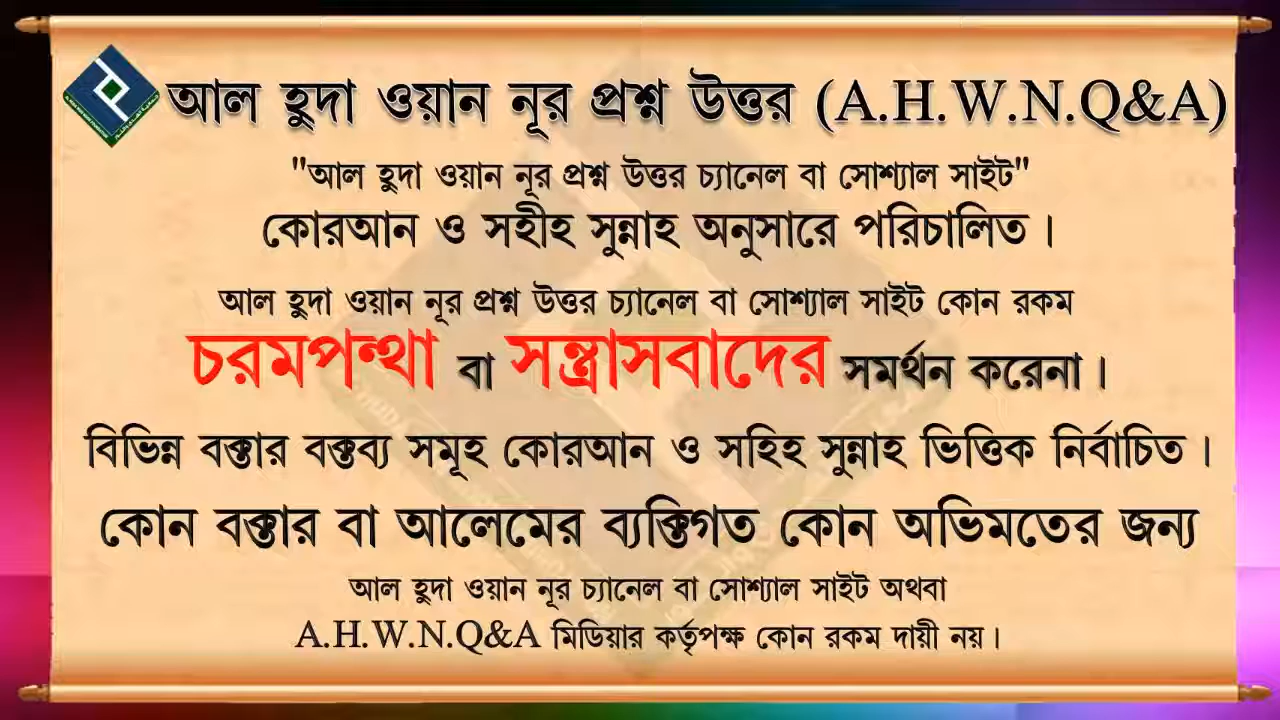 আল হুদা ওয়ান নূর প্রশ্ন উত্তর (A.H.W.N.Q&A)
"আল হুদা ওয়ান নূর প্রশ্ন উত্তর চ্যানেল বা সোশ্যাল সাইট"
কোরআন ও সহীহ সুন্নাহ অনুসারে পরিচালিত।
আল হুদা ওয়ান নূর প্রশ্ন উত্তর চ্যানেল বা সোশ্যাল সাইট কোন রকম
চরমপন্থা বা সন্ত্রাসবাদের সমর্থন করেনা।
বিভিন্ন বক্তার বক্তব্য সমূহ কোরআন ও সহিহ সুন্নাহ ভিত্তিক নির্বাচিত।
কোন বক্তার বা আলেমের ব্যক্তিগত কোন অভিমতের জন্য
আল হুদা ওয়ান নূর চ্যানেল বা সোশ্যাল সাইট অথবা
A.H.W.N.Q&A মিডিয়ার কর্তৃপক্ষ কোন রকম দায়ী নয়।